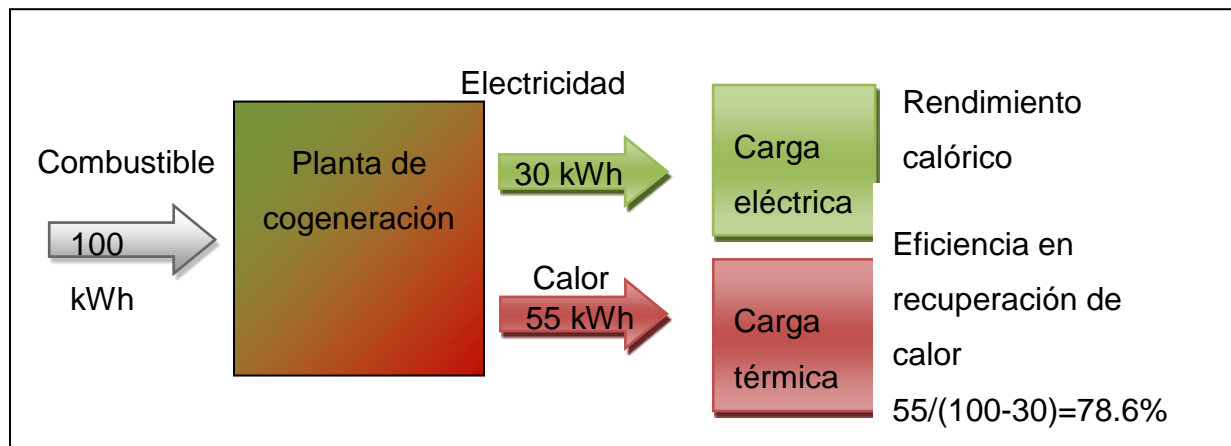 Combustible
100
kWh
Planta de
cogeneración
Electricidad
30 kWh
Calor
55 kWh
Carga
eléctrica
Carga
térmica
Rendimiento
calórico
Eficiencia en
recuperación de
calor
55/(100-30)=78.6%